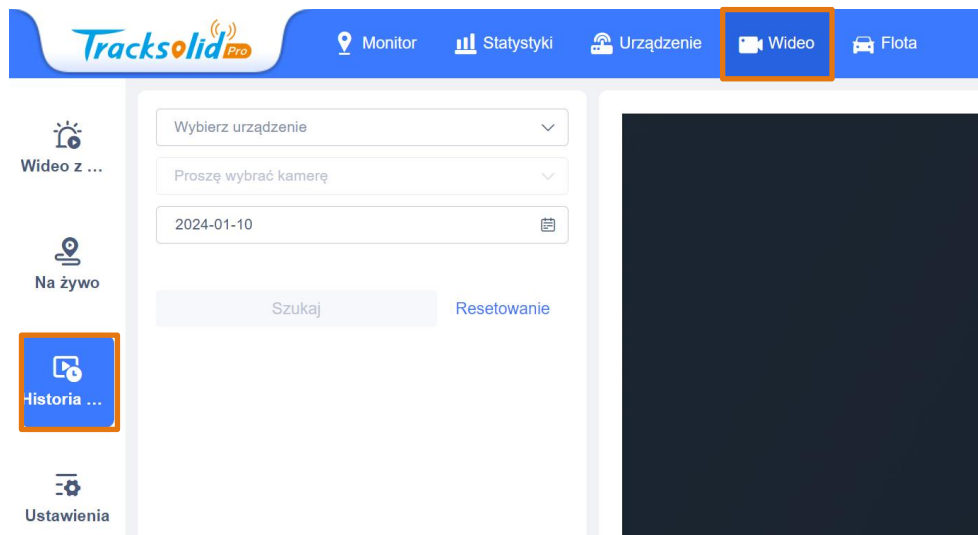 Tracksolid Pro
Monitor
Statystyki
Urządzenie
Wideo
Flota
Wideo z ...
Na żywo
Historia ...
Ustawienia
Wybierz urządzenie
Proszę wybrać kamerę
2024-01-10
Szukaj
Resetowanie